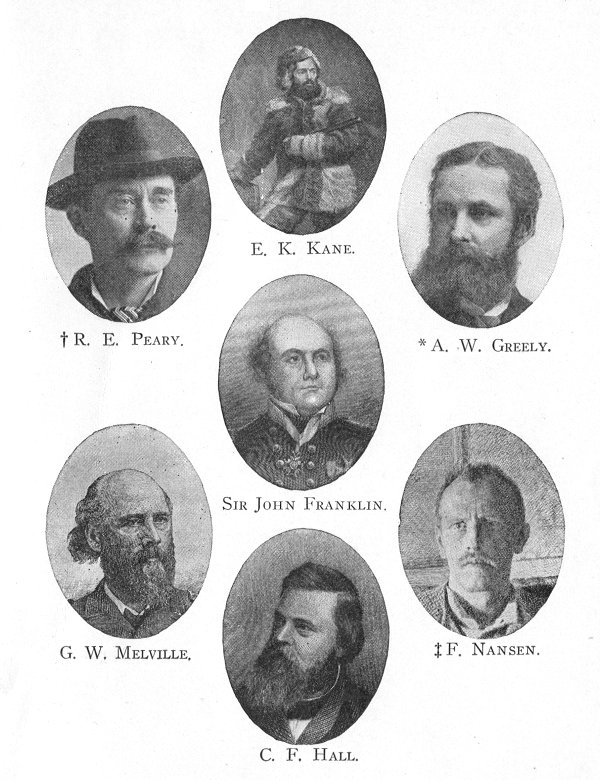 E. K. KANE.
† R. E. PEARY.
* A. W. GREELY.
SIR JOHN FRANKLIN.
G. W. MELVILLE.
‡ F. NANSEN.
C. F. HALL.